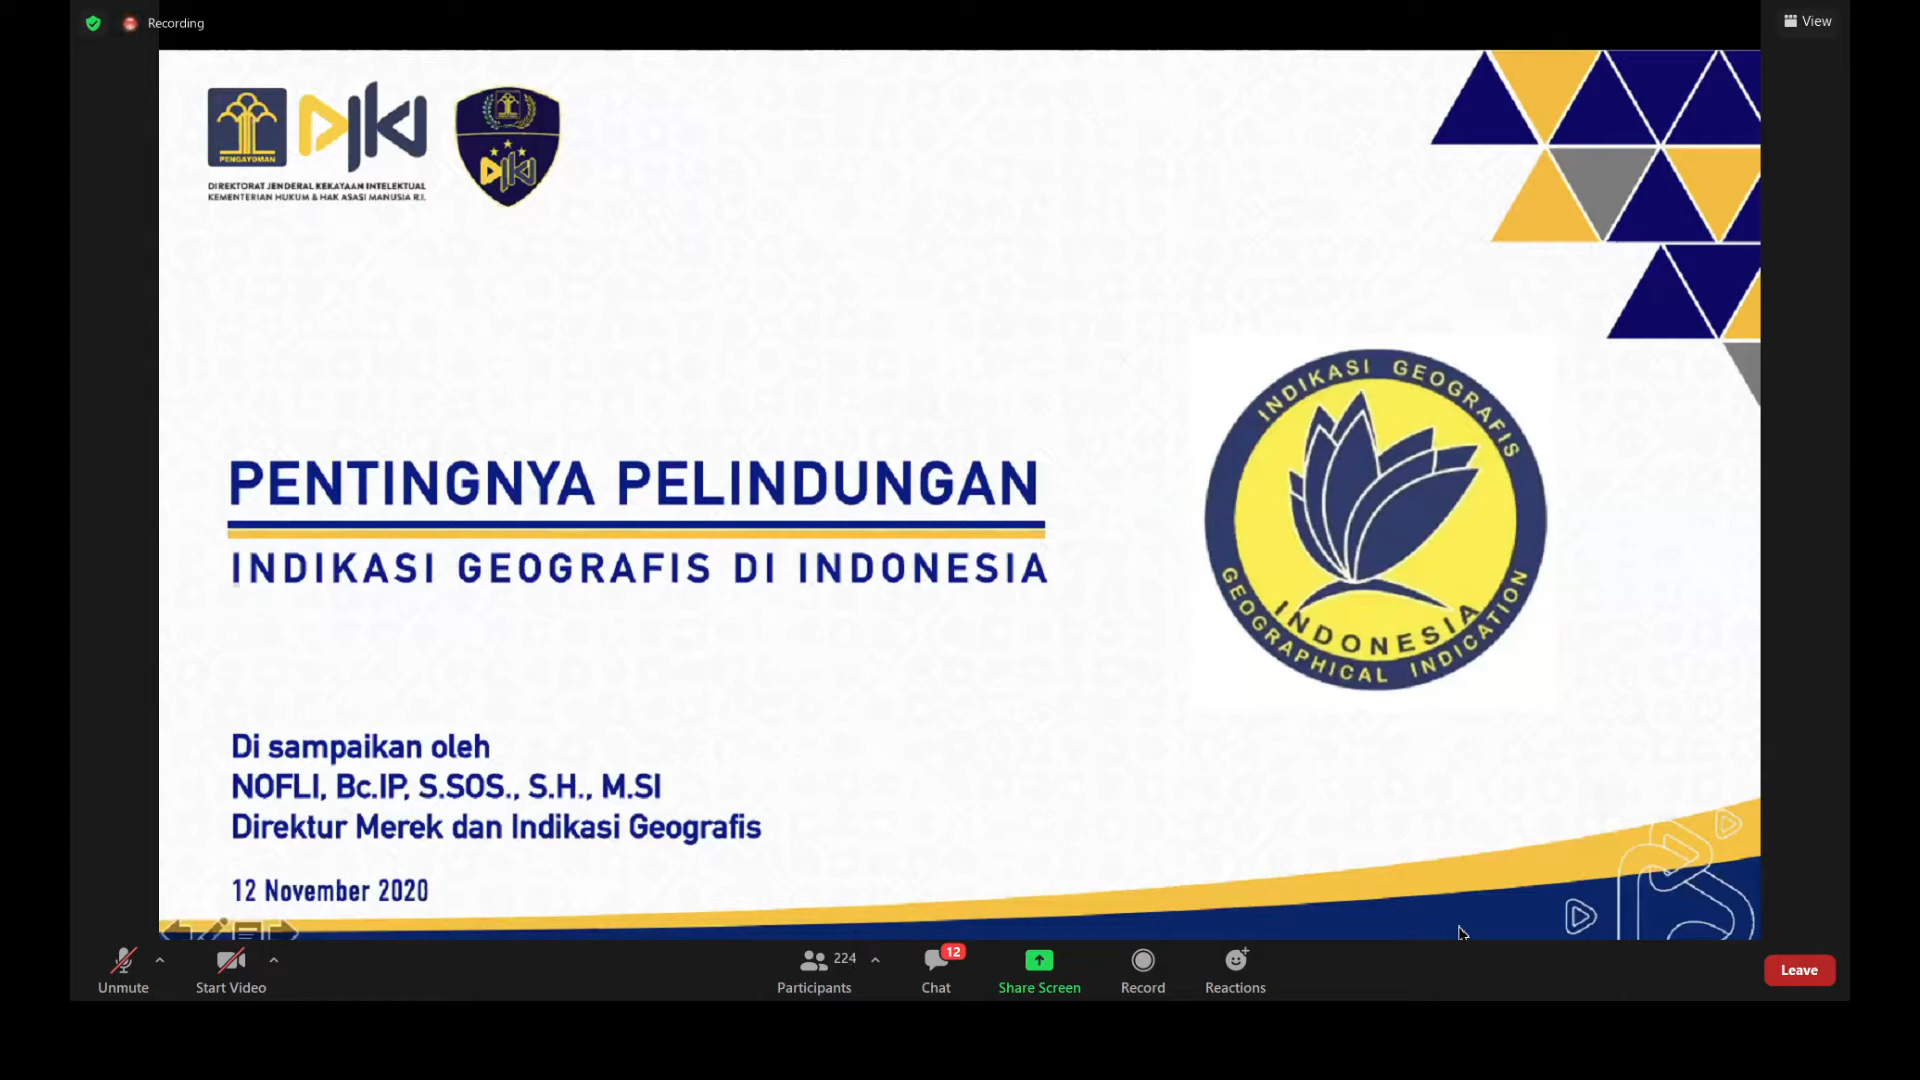 Recording
View
PENGAYOMAN
DJKI
DIREKTORAT JENDERAL KEKAYAAN INTELEKTUAL
KEMENTERIAN HUKUM & HAK ASASI MANUSIA R.I.
DJKI
PENTINGNYA PELINDUNGAN
INDIKASI GEOGRAFIS DI INDONESIA
INDIKASI GEOGRAFIS
INDONESIA
GEOGRAPHICAL INDICATION
Di sampaikan oleh
NOFLI, Bc.IP, S.SOS., S.H., M.SI
Direktur Merek dan Indikasi Geografis
12 November 2020
Unmute
Start Video
224
Participants
12
Chat
Share Screen
Record
Reactions
Leave